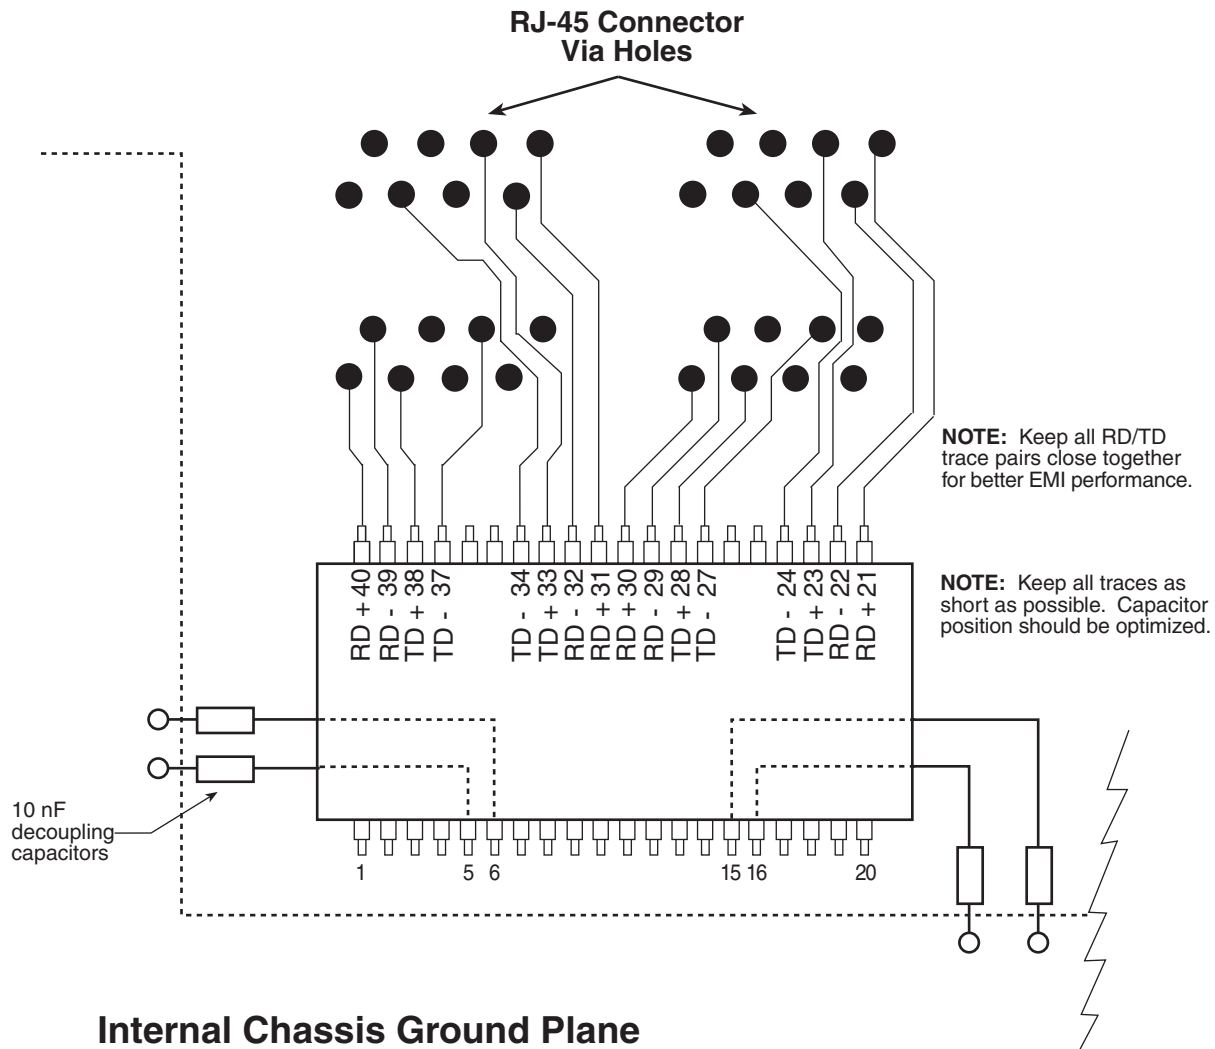 RJ-45 Connector
Via Holes
NOTE: Keep all RD/TD
trace pairs close together
for better EMI performance.
RD + 40
RD - 39
TD + 38
TD - 37
TD - 34
TD + 33
RD - 32
RD + 31
RD + 30
RD - 29
TD + 28
TD - 27
TD - 24
TD + 23
RD - 22
RD + 21
NOTE: Keep all traces as
short as possible. Capacitor
position should be optimized.
10 nF
decoupling
capacitors
1 5 6 15 16 20
Internal Chassis Ground Plane